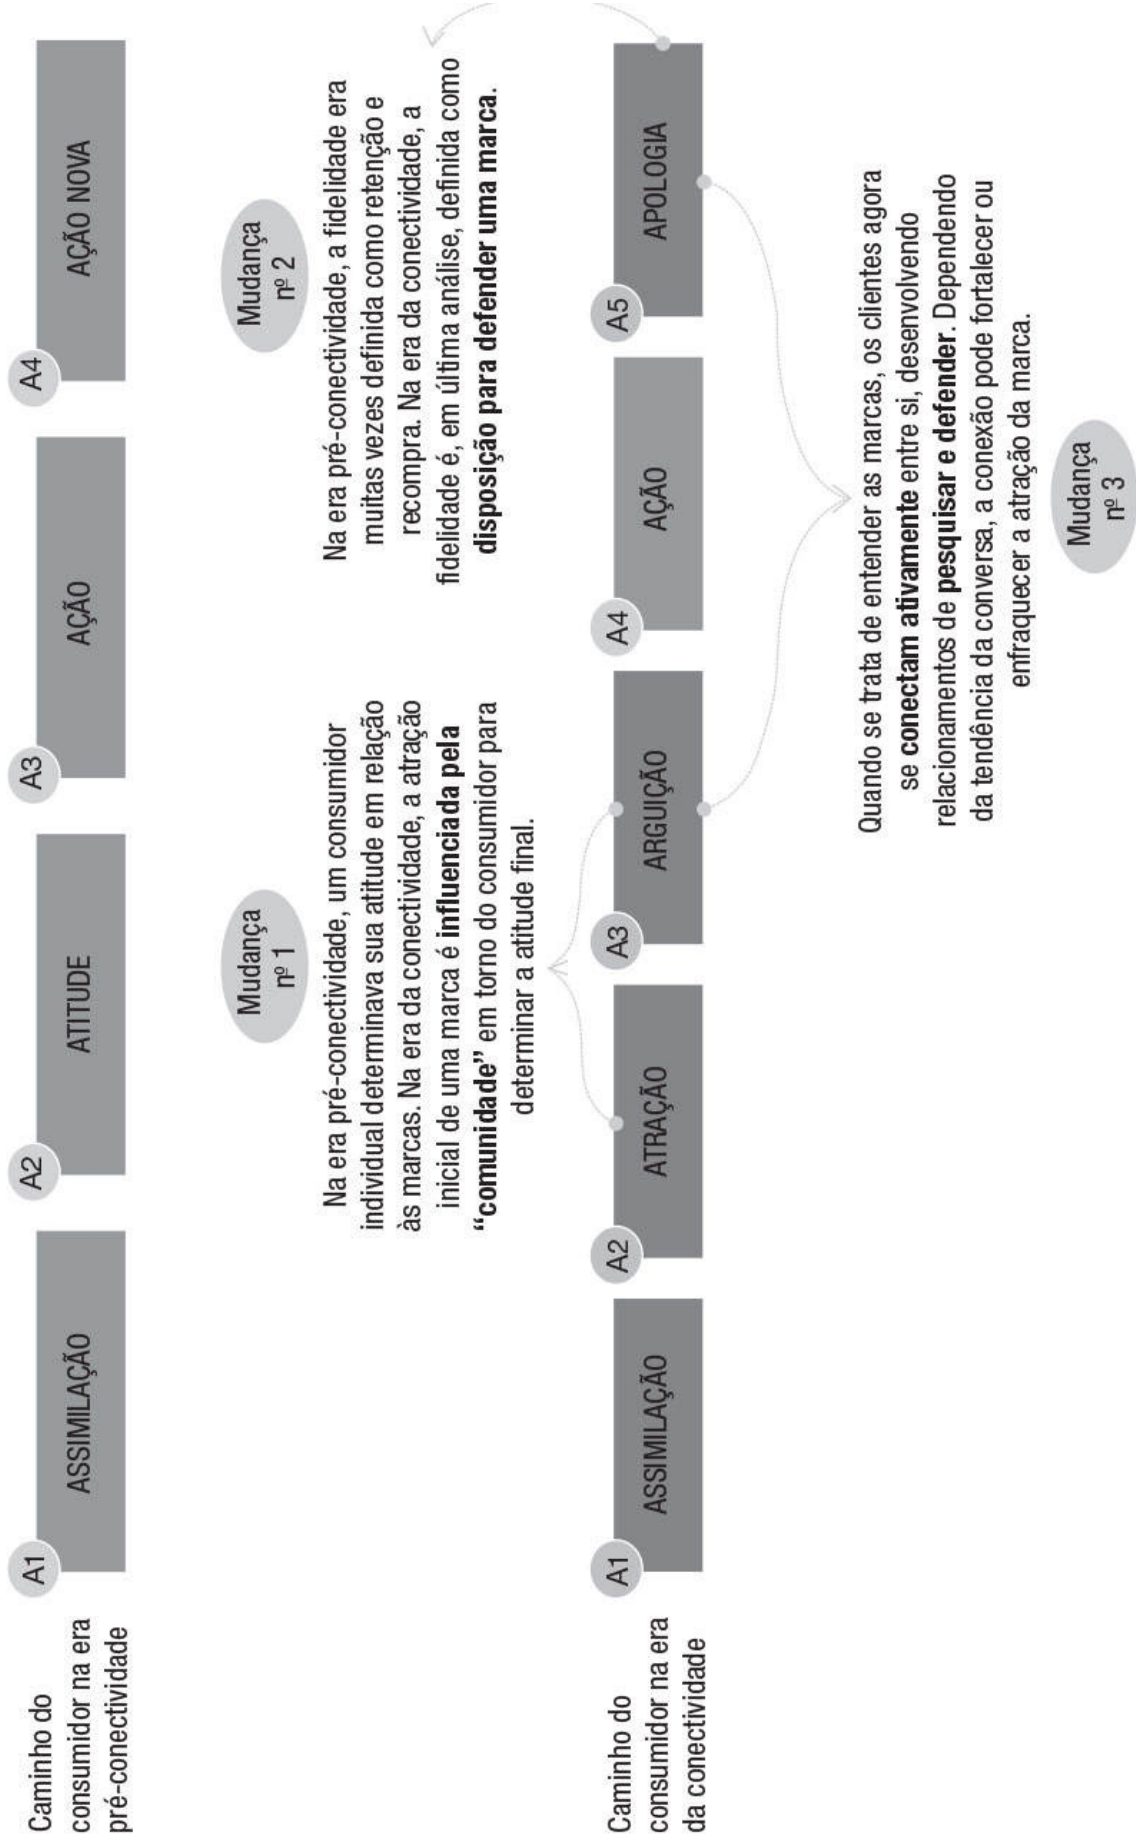 Caminho do
consumidor na era
pré-conectividade
A1
ASSIMILAÇÃO
A2
ATITUDE
A3
AÇÃO
A4
AÇÃO NOVA
Mudança
nº 1
Na era pré-conectividade, um consumidor
individual determinava sua atitude em relação
às marcas. Na era da conectividade, a atração
inicial de uma marca é influenciada pela
“comunidade” em torno do consumidor para
determinar a atitude final.
Mudança
nº 2
Na era pré-conectividade, a fidelidade era
muitas vezes definida como retenção e
recompra. Na era da conectividade, a
fidelidade é, em última análise, definida como
disposição para defender uma marca.
Caminho do
consumidor na era
da conectividade
A1
ASSIMILAÇÃO
A2
ATRAÇÃO
A3
ARGUIÇÃO
A4
AÇÃO
A5
APOLOGIA
Quando se trata de entender as marcas, os clientes agora
se conectam ativamente entre si, desenvolvendo
relacionamentos de pesquisar e defender. Dependendo
da tendência da conversa, a conexão pode fortalecer ou
enfraquecer a atração da marca.
Mudança
nº 3